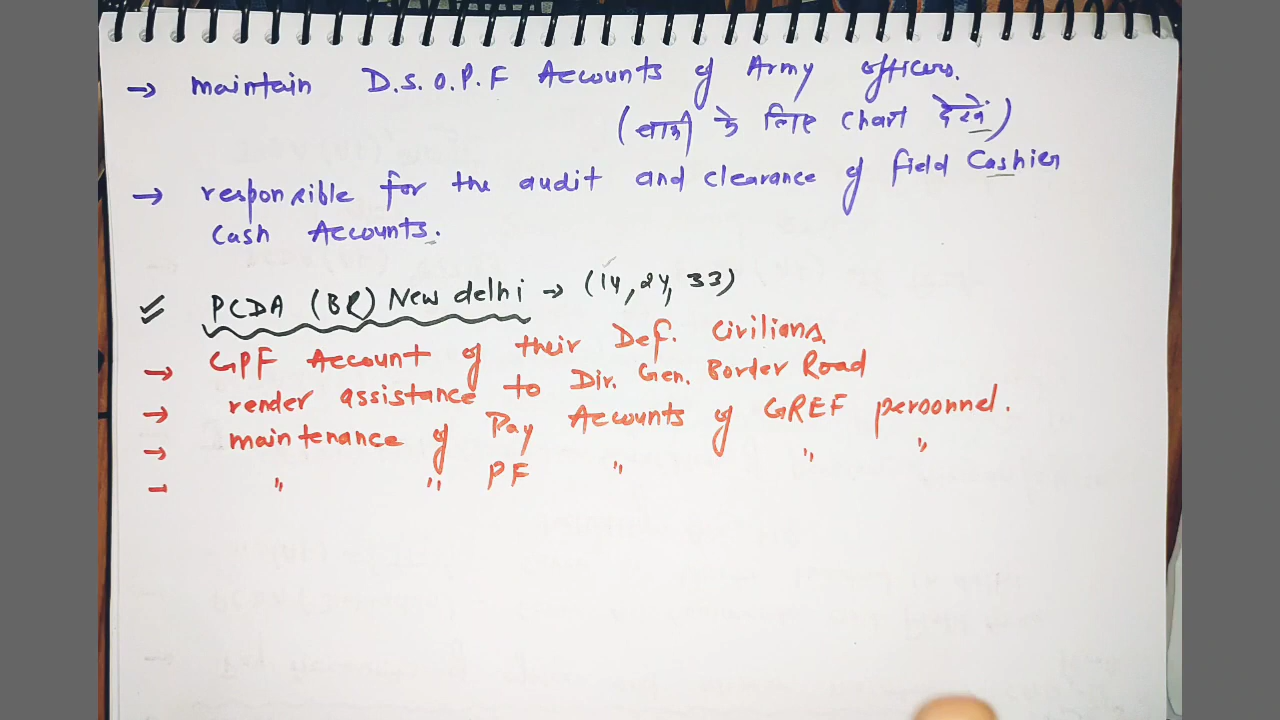 → maintain D.S.O.P.F Accounts of Army officers.
(बाकी के लिए chart देखें)
→ responsible for the audit and clearance of field Cashier
Cash Accounts.
PCDA (BR) New delhi → (14, 24, 33)
→ GPF Account of their Def. Civilians.
→ render assistance to Dir. Gen. Border Road
→ maintenance of Pay Accounts of GREF personnel.
– " " PF " " "